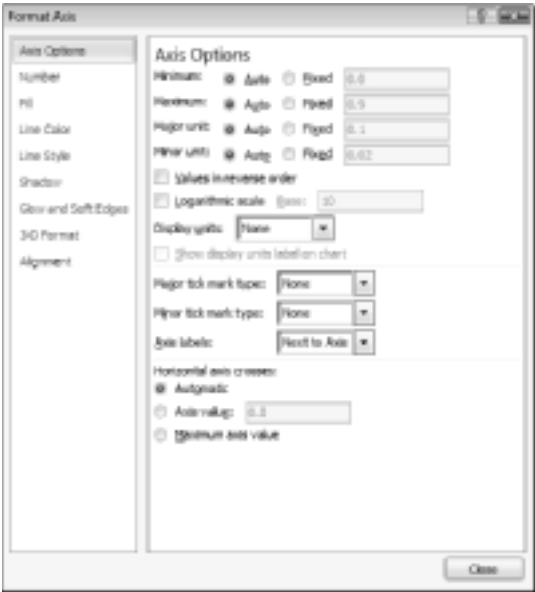 Format Axis
Axis Options
Number
Fill
Line Color
Line Style
Shadow
Glow and Soft Edges
3-D Format
Alignment
Axis Options
Minimum: Auto Fixed 0.0
Maximum: Auto Fixed 0.9
Major unit: Auto Fixed 0.1
Minor unit: Auto Fixed 0.02
Values in reverse order
Logarithmic scale Base: 10
Display units: None
Show display units label on chart
Major tick mark type: None
Minor tick mark type: None
Axis labels: Next to Axis
Horizontal axis crosses:
Automatic
Axis value: 0.0
Maximum axis value
Close